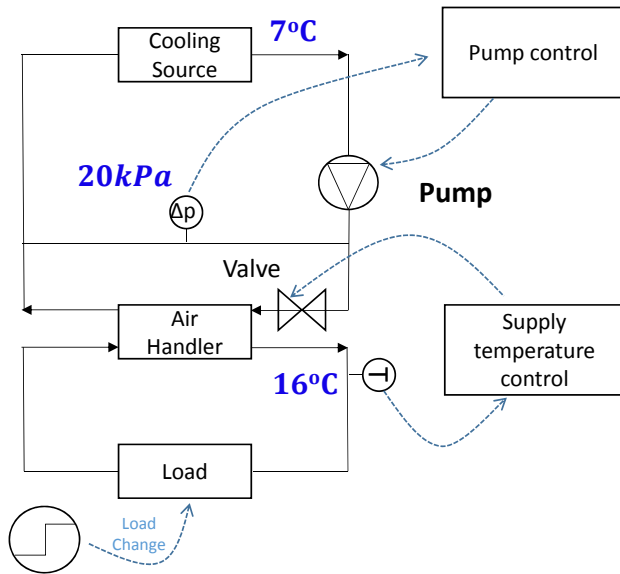 Cooling
Source
7°C
Pump control
20kPa
Δp
Pump
Valve
Air
Handler
Supply
temperature
control
16°C
T
Load
Load
Change